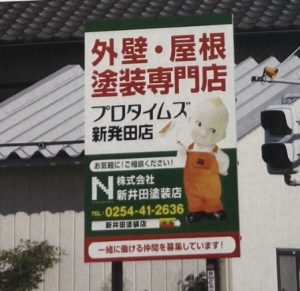 外壁・屋根
塗装専門店
プロタイムズ
新発田店
お気軽に!ご相談ください!
N 株式会社
新井田塗装店
TEL:0254-41-2636
新井田塗装店
一緒に働ける仲間を募集しています!